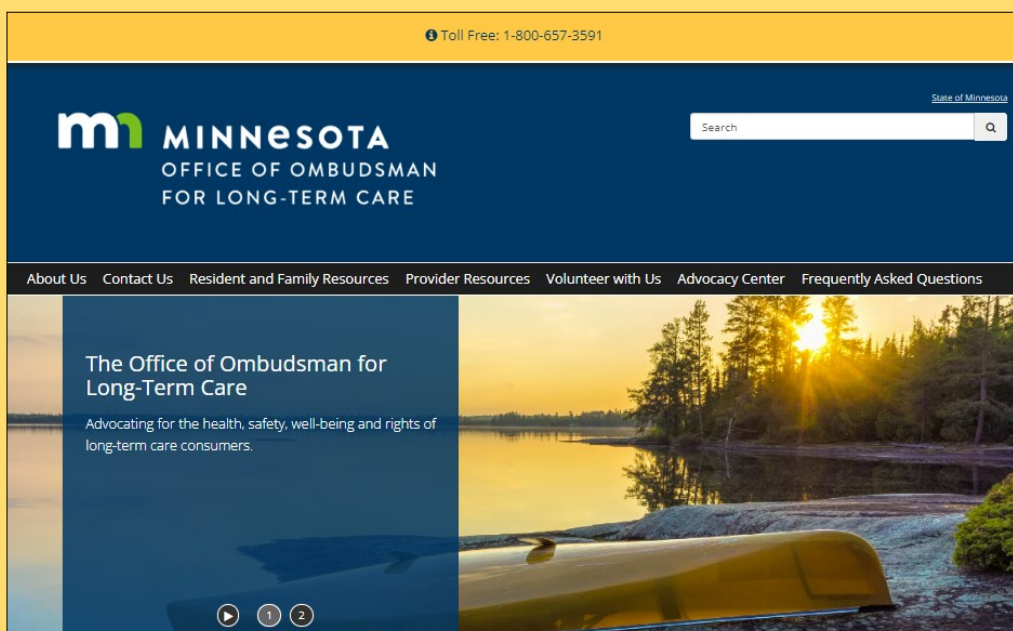 Toll Free: 1-800-657-3591
State of Minnesota
Search
mn MINNESOTA
OFFICE OF OMBUDSMAN
FOR LONG-TERM CARE
About Us Contact Us Resident and Family Resources Provider Resources Volunteer with Us Advocacy Center Frequently Asked Questions
The Office of Ombudsman for
Long-Term Care
Advocating for the health, safety, well-being and rights of
long-term care consumers.
1 2